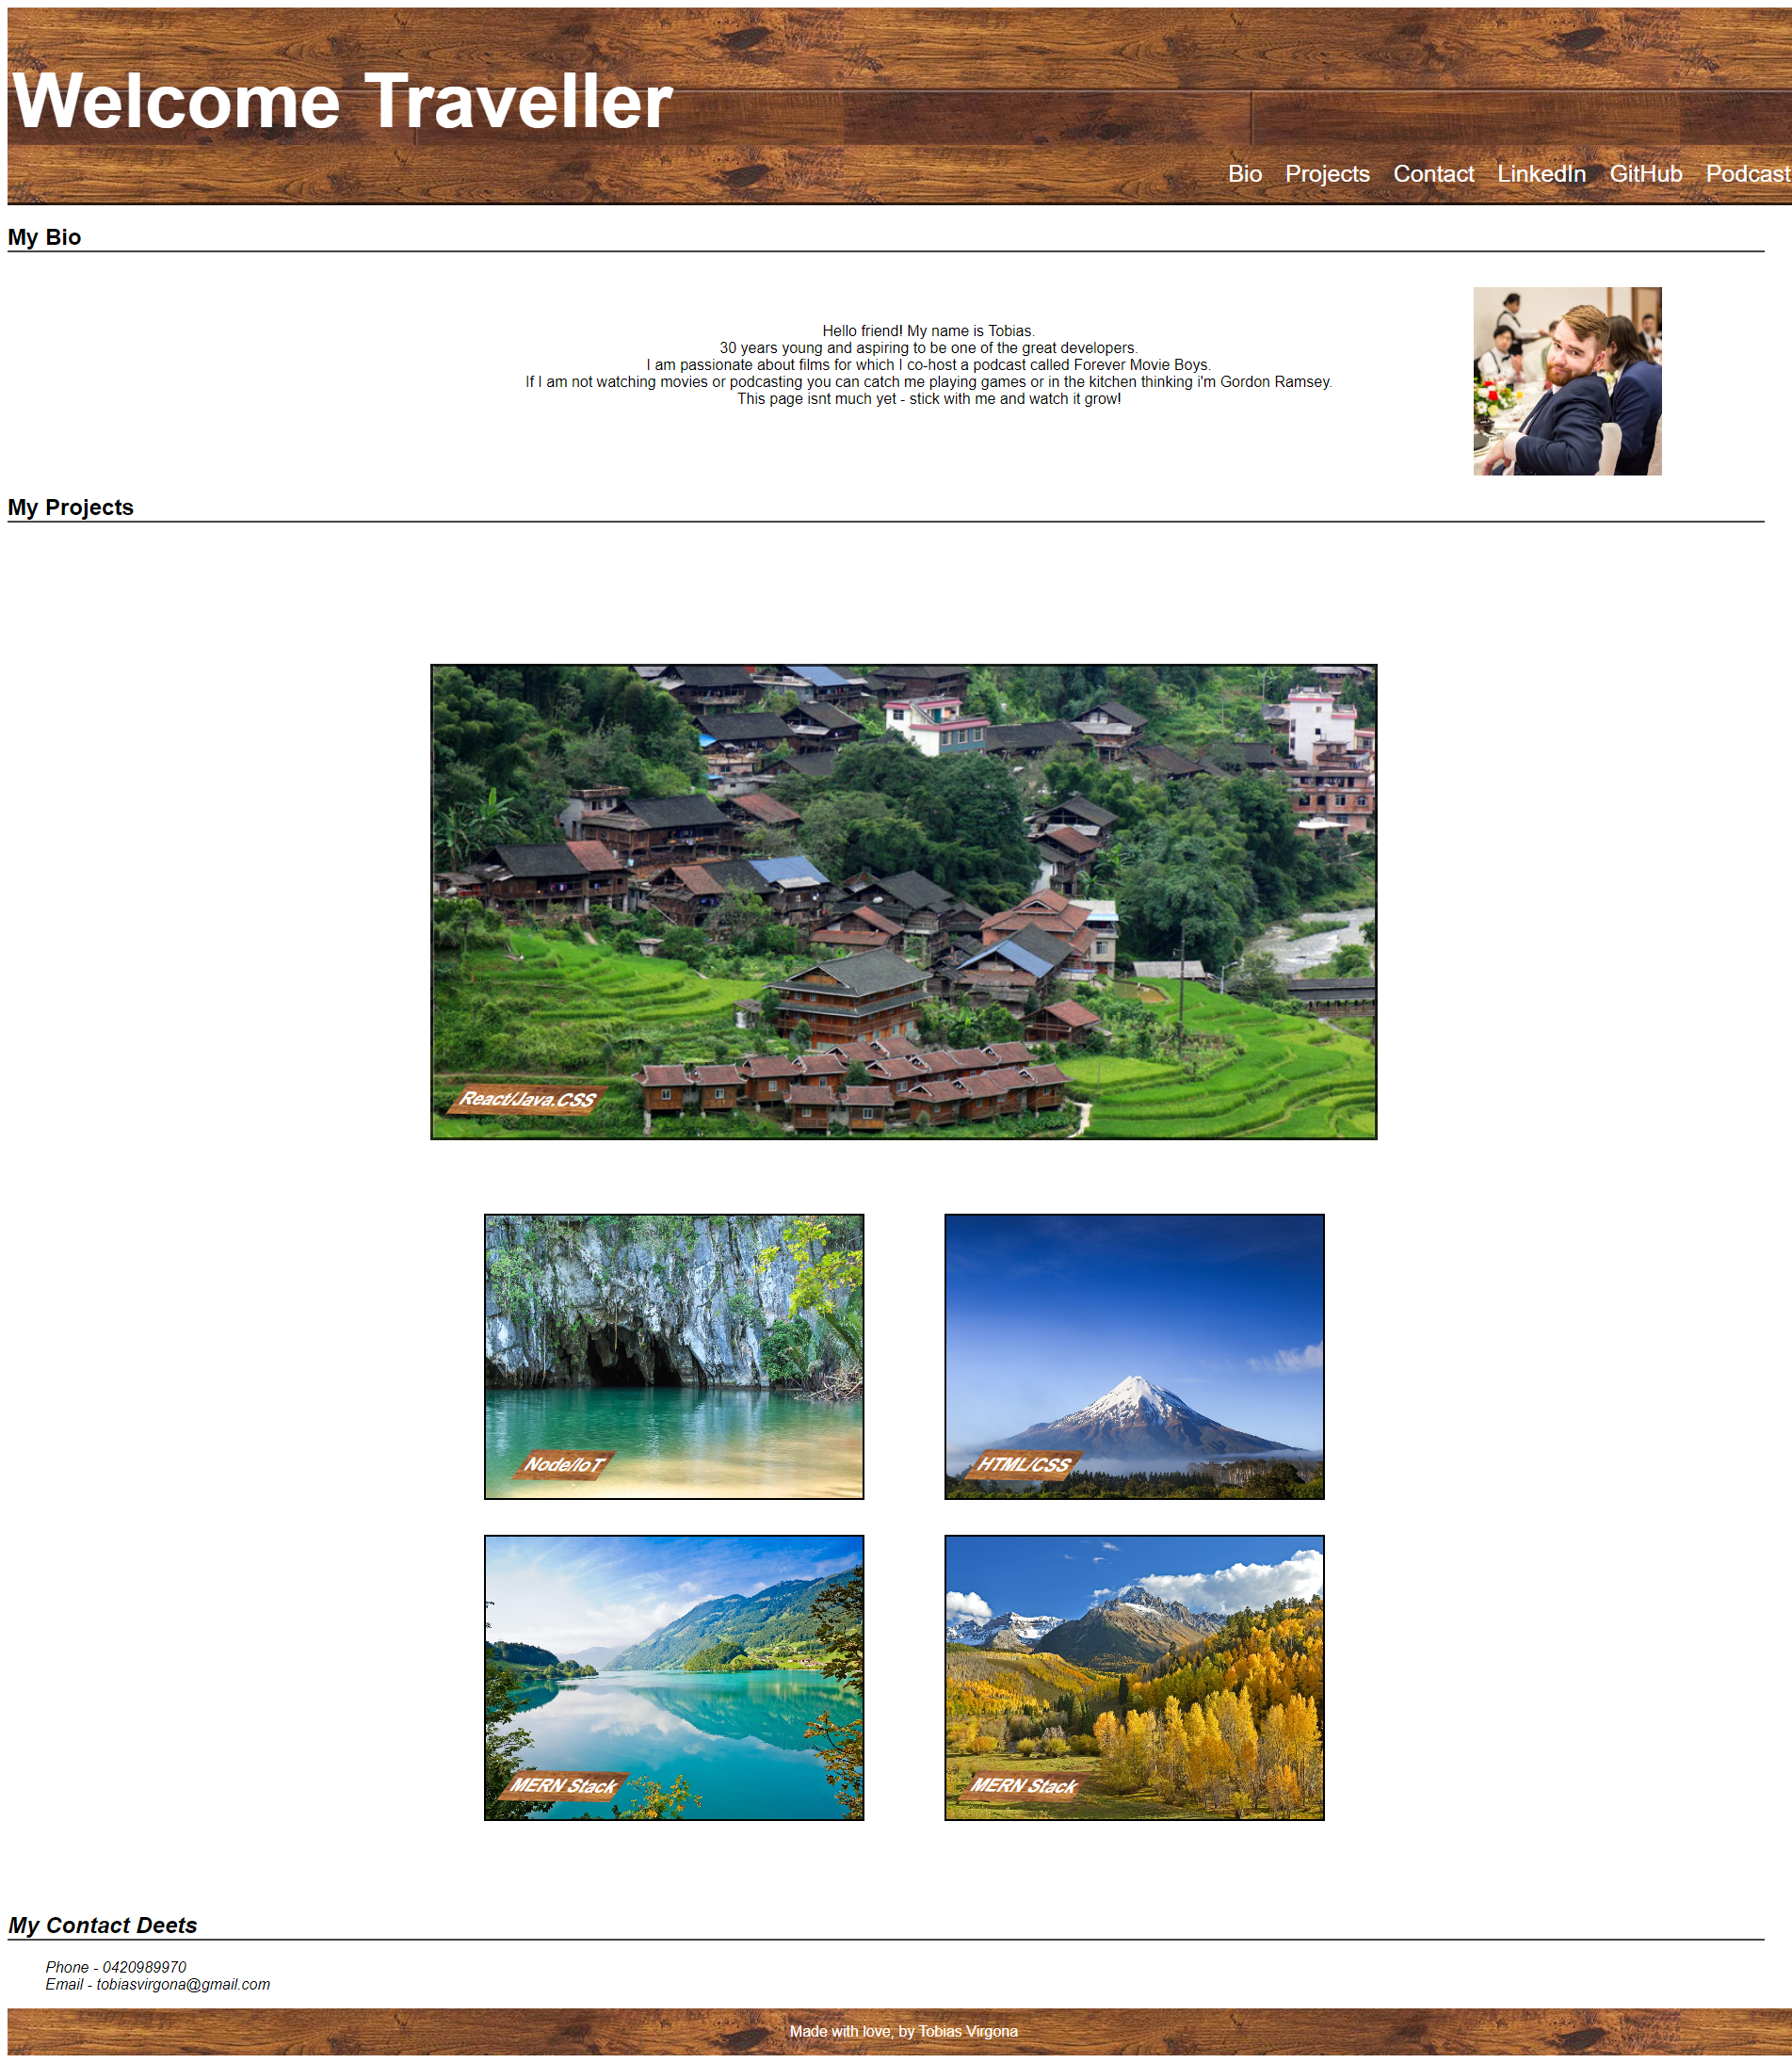 Welcome Traveller
Bio Projects Contact LinkedIn GitHub Podcast
My Bio
Hello friend! My name is Tobias.
30 years young and aspiring to be one of the great developers.
I am passionate about films for which I co-host a podcast called Forever Movie Boys.
If I am not watching movies or podcasting you can catch me playing games or in the kitchen thinking i'm Gordon Ramsey.
This page isnt much yet - stick with me and watch it grow!
My Projects
React/Java.CSS
Node/IoT
HTML/CSS
MERN Stack
MERN Stack
My Contact Deets
Phone - 0420989970
Email - tobiasvirgona@gmail.com
Made with love, by Tobias Virgona